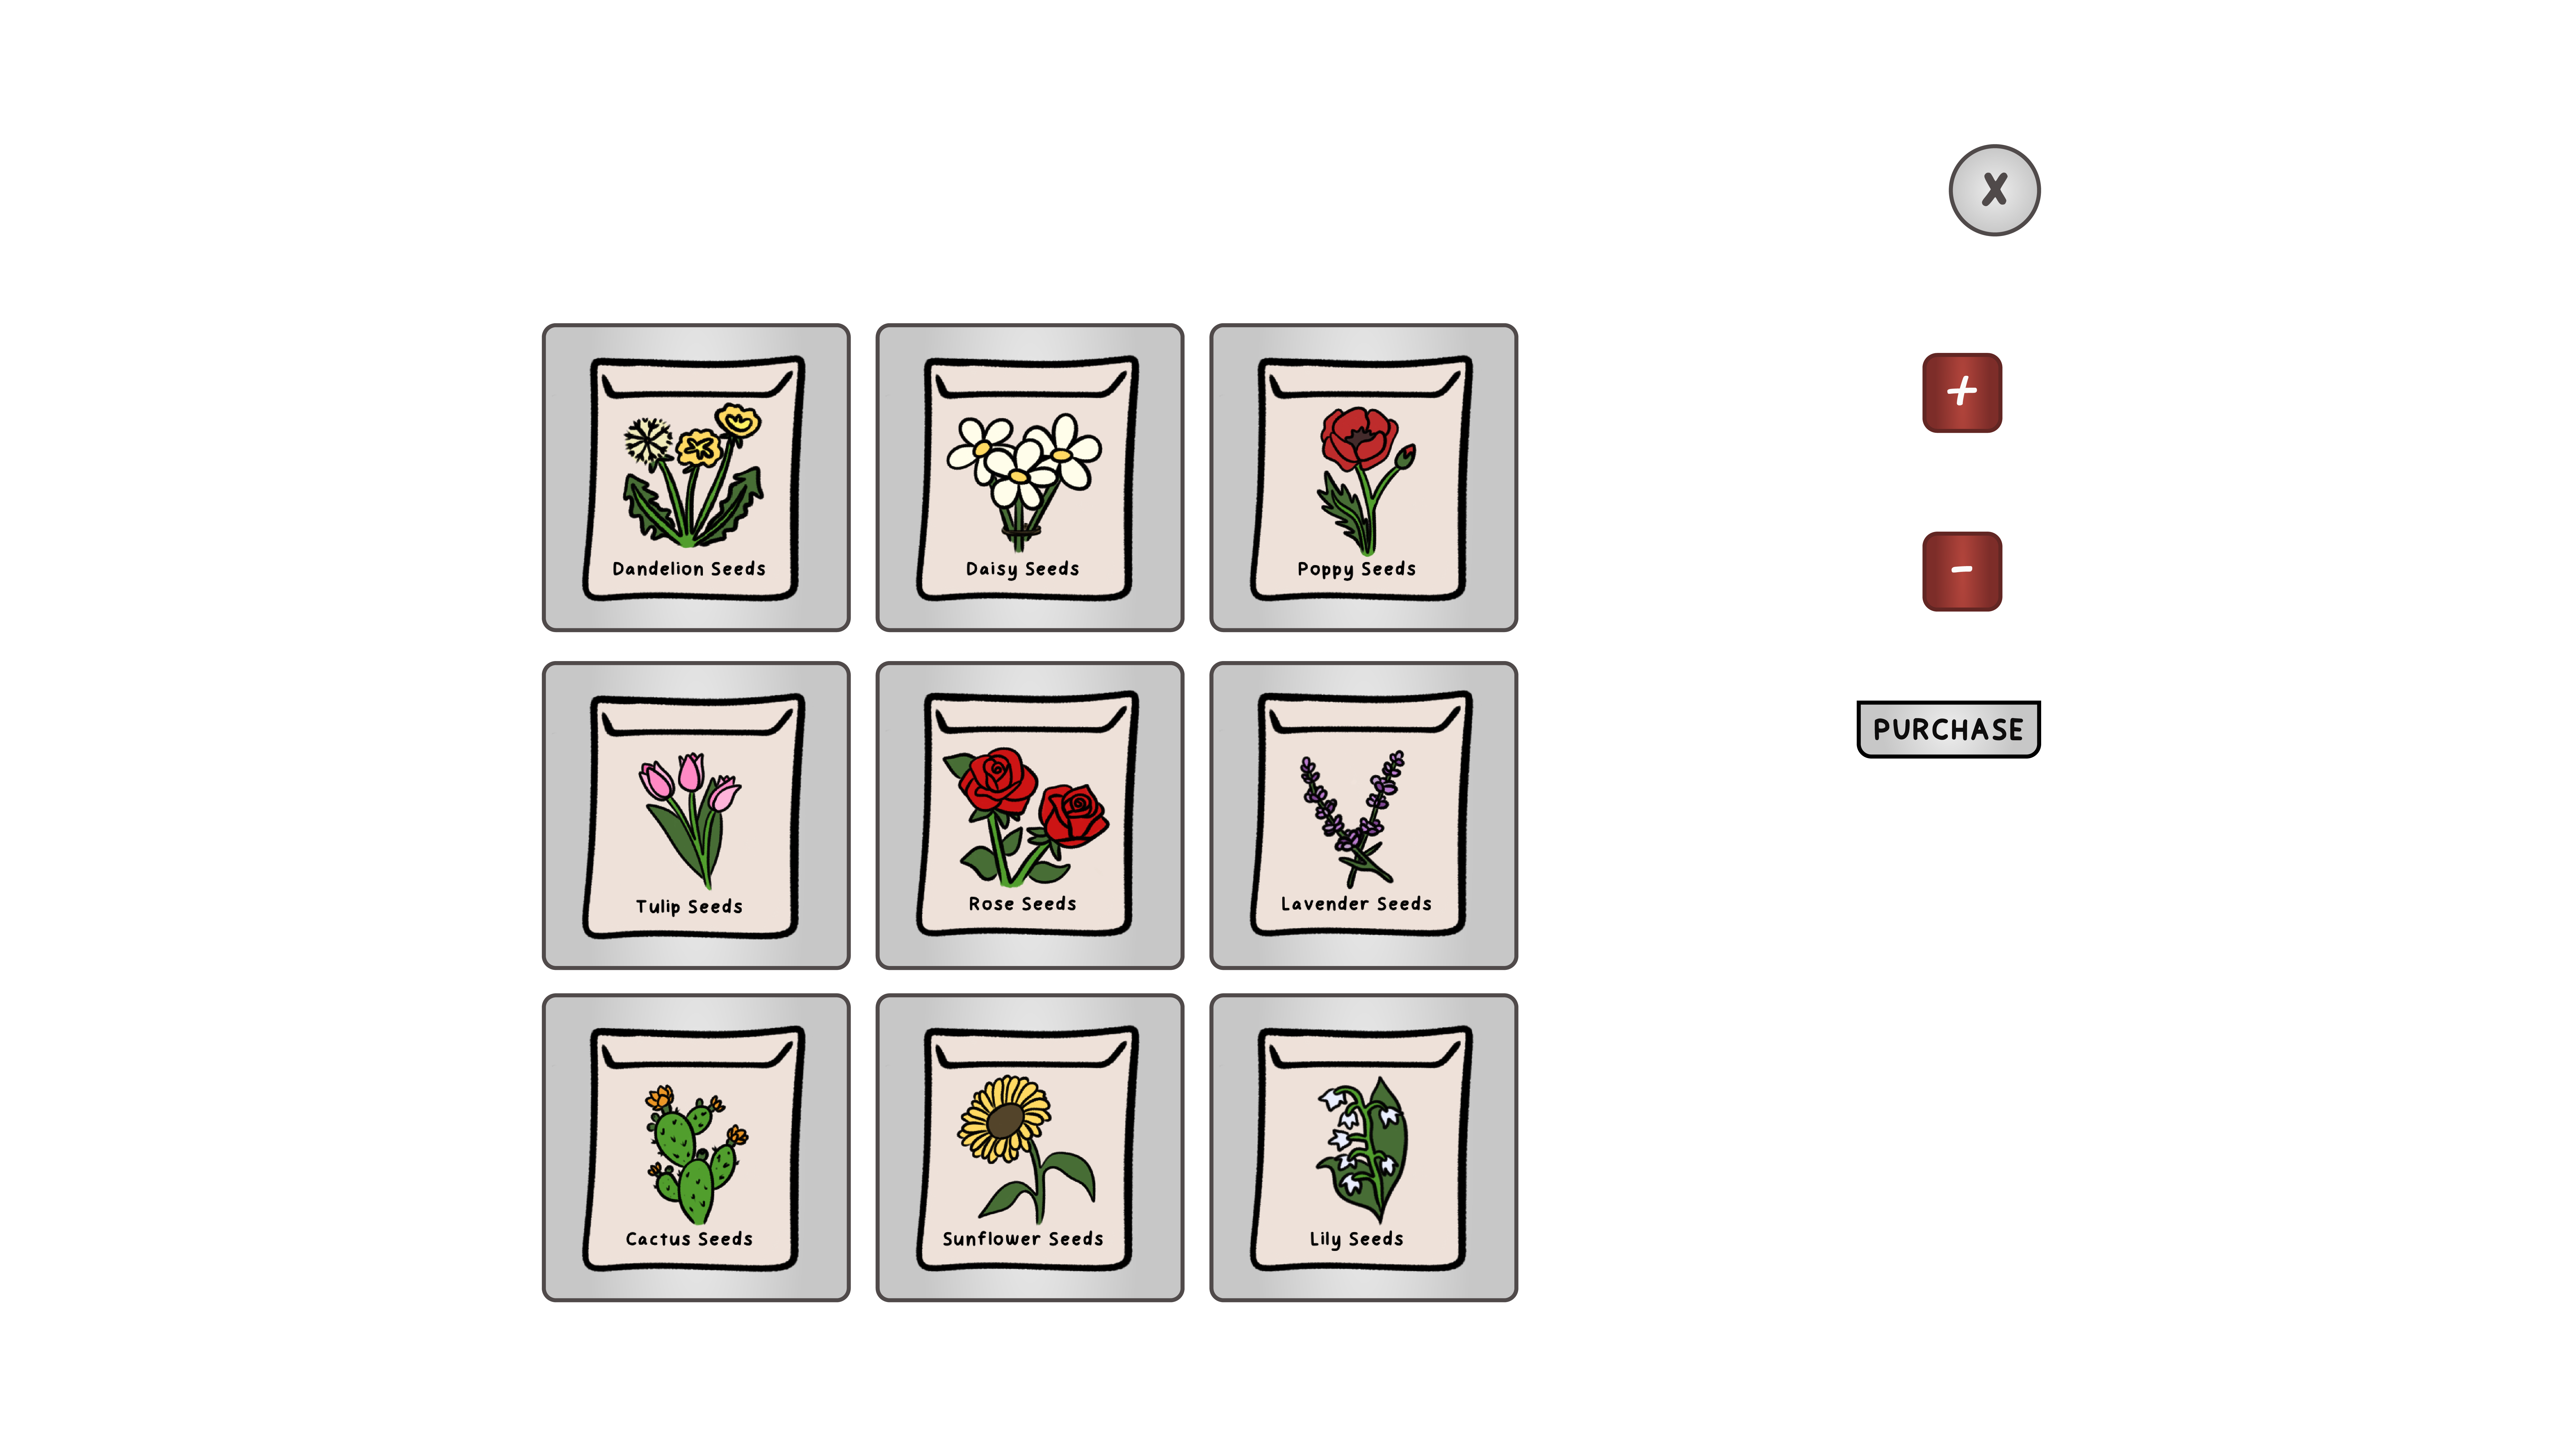 X
Dandelion Seeds
Daisy Seeds
Poppy Seeds
+
-
Tulip Seeds
Rose Seeds
Lavender Seeds
PURCHASE
Cactus Seeds
Sunflower Seeds
Lily Seeds